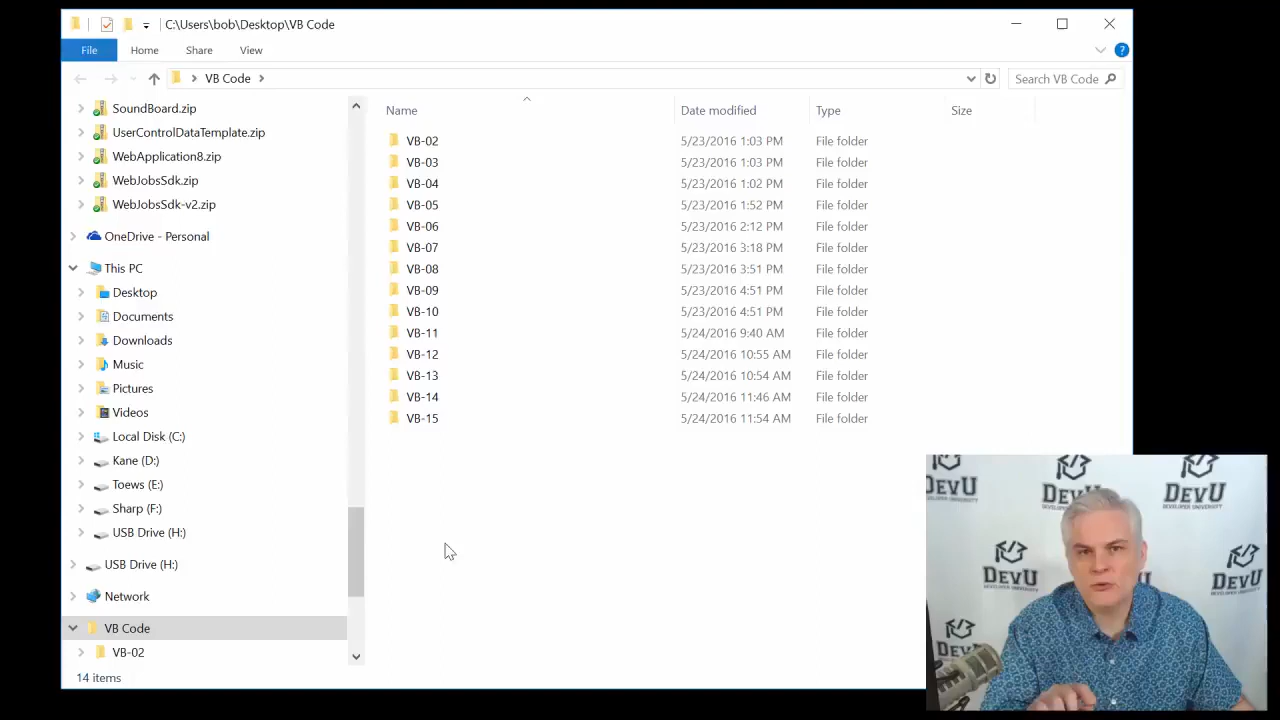 C:\Users\bob\Desktop\VB Code
File Home Share View
VB Code
Search VB Code
SoundBoard.zip
UserControlDataTemplate.zip
WebApplication8.zip
WebJobsSdk.zip
WebJobsSdk-v2.zip
OneDrive - Personal
This PC
Desktop
Documents
Downloads
Music
Pictures
Videos
Local Disk (C:)
Kane (D:)
Toews (E:)
Sharp (F:)
USB Drive (H:)
USB Drive (H:)
Network
VB Code
VB-02
14 items
Name Date modified Type Size
VB-02 5/23/2016 1:03 PM File folder
VB-03 5/23/2016 1:03 PM File folder
VB-04 5/23/2016 1:02 PM File folder
VB-05 5/23/2016 1:52 PM File folder
VB-06 5/23/2016 2:12 PM File folder
VB-07 5/23/2016 3:18 PM File folder
VB-08 5/23/2016 3:51 PM File folder
VB-09 5/23/2016 4:51 PM File folder
VB-10 5/23/2016 4:51 PM File folder
VB-11 5/24/2016 9:40 AM File folder
VB-12 5/24/2016 10:55 AM File folder
VB-13 5/24/2016 10:54 AM File folder
VB-14 5/24/2016 11:46 AM File folder
VB-15 5/24/2016 11:54 AM File folder
DEVU
DEVELOPER UNIVERSITY
DEVU
DEVELOPER UNIVERSITY
DEVU
DEVELOPER UNIVERSITY